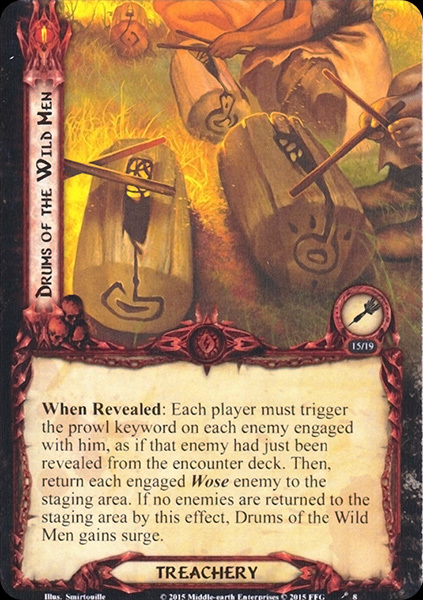 DRUMS OF THE WILD MEN
15/19
When Revealed: Each player must trigger
the prowl keyword on each enemy engaged
with him, as if that enemy had just been
revealed from the encounter deck. Then,
return each engaged Wose enemy to the
staging area. If no enemies are returned to the
staging area by this effect, Drums of the Wild
Men gains surge.
TREACHERY
Illus. Smirtouille © 2015 Middle-earth Enterprises © 2015 FFG 8